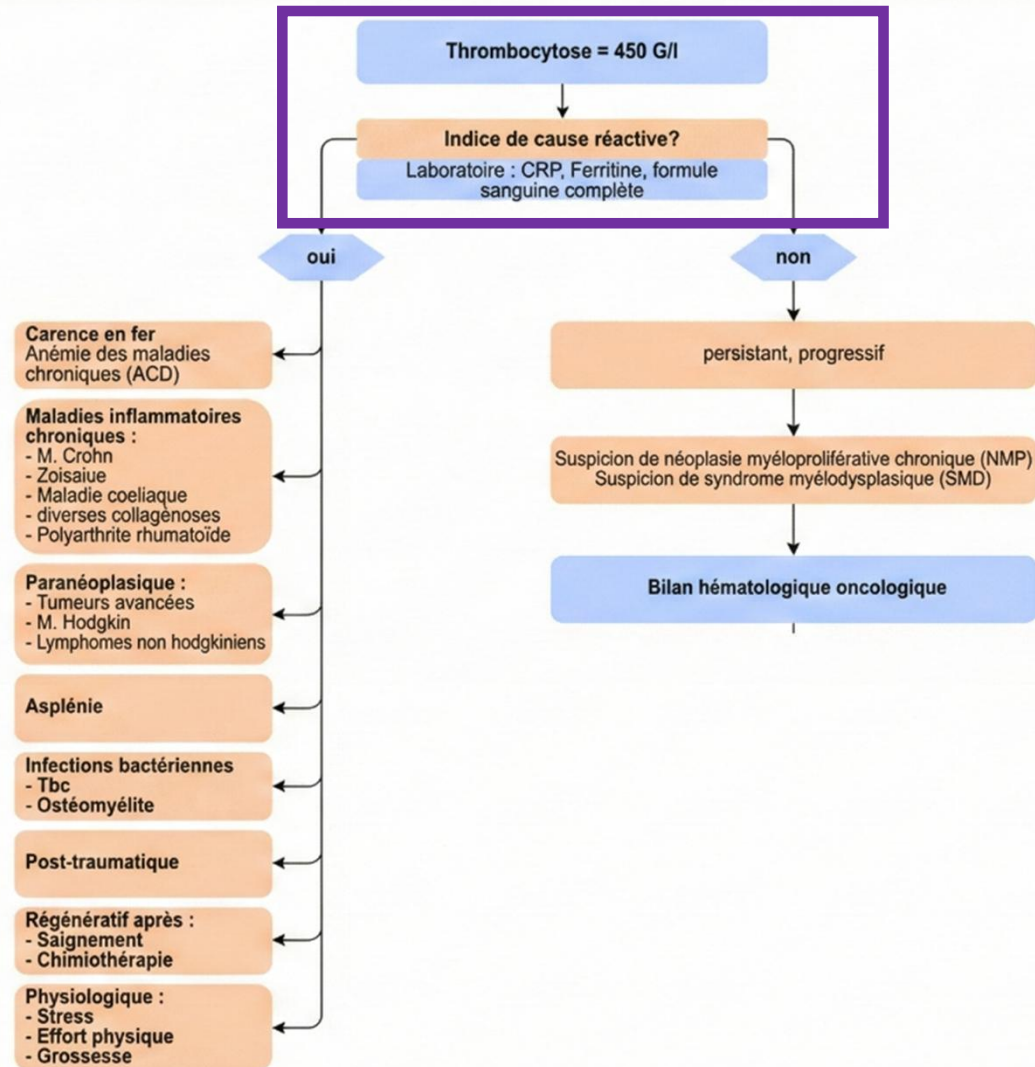 Thrombocytose = 450 G/l
Indice de cause réactive?
Laboratoire : CRP, Ferritine, formule
sanguine complète
oui
non
Carence en fer
Anémie des maladies
chroniques (ACD)
Maladies inflammatoires
chroniques :
- M. Crohn
- Zoisaiue
- Maladie coeliaque
- diverses collagènoses
- Polyarthrite rhumatoïde
Paranéoplasique :
- Tumeurs avancées
- M. Hodgkin
- Lymphomes non hodgkiniens
Asplénie
Infections bactériennes
- Tbc
- Ostéomyélite
Post-traumatique
Régénératif après :
- Saignement
- Chimiothérapie
Physiologique :
- Stress
- Effort physique
- Grossesse
persistant, progressif
Suspicion de néoplasie myéloproliférative chronique (NMP)
Suspicion de syndrome myélodysplasique (SMD)
Bilan hématologique oncologique